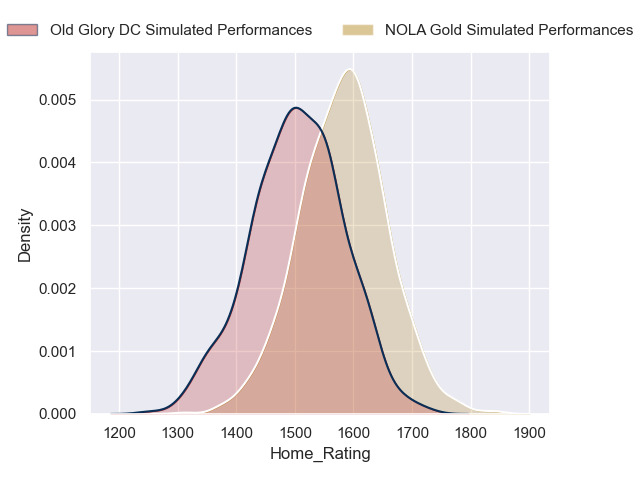 Old Glory DC Simulated Performances NOLA Gold Simulated Performances
0.005
0.004
0.003
0.002
0.001
0.000
Density
1200 1300 1400 1500 1600 1700 1800 1900
Home_Rating